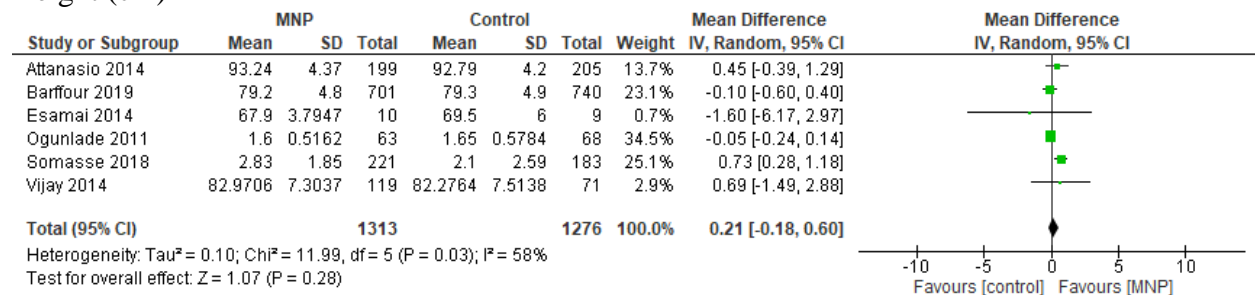 MNP Control Mean Difference Mean Difference
Study or Subgroup Mean SD Total Mean SD Total Weight IV, Random, 95% CI IV, Random, 95% CI
Attanasio 2014 93.24 4.37 199 92.79 4.2 205 13.7% 0.45 [-0.39, 1.29]
Barffour 2019 79.2 4.8 701 79.3 4.9 740 23.1% -0.10 [-0.60, 0.40]
Esamai 2014 67.9 3.7947 10 69.5 6 9 0.7% -1.60 [-6.17, 2.97]
Ogunlade 2011 1.6 0.5162 63 1.65 0.5784 68 34.5% -0.05 [-0.24, 0.14]
Somasse 2018 2.83 1.85 221 2.1 2.59 183 25.1% 0.73 [0.28, 1.18]
Vijay 2014 82.9706 7.3037 119 82.2764 7.5138 71 2.9% 0.69 [-1.49, 2.88]
Total (95% CI) 1313 1276 100.0% 0.21 [-0.18, 0.60]
Heterogeneity: Tau² = 0.10; Chi² = 11.99, df = 5 (P = 0.03); I² = 58%
Test for overall effect: Z = 1.07 (P = 0.28)
-10 -5 0 5 10
Favours [control] Favours [MNP]